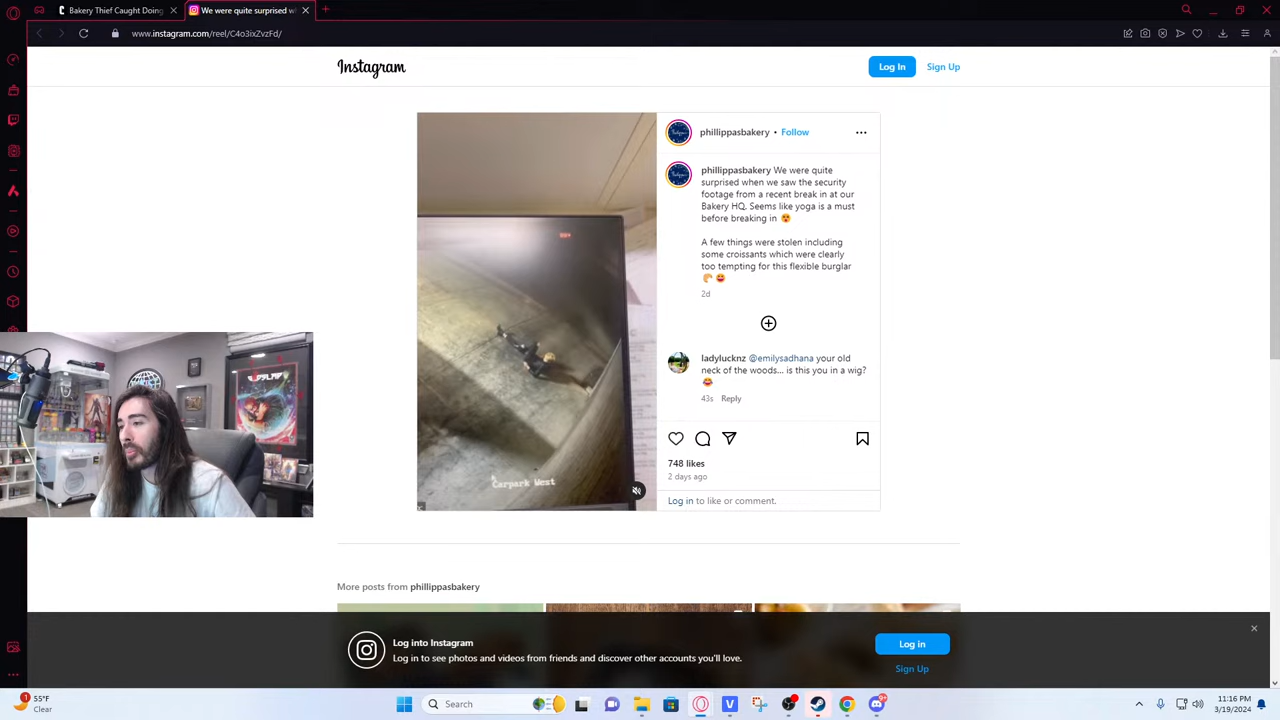 Bakery Thief Caught Doing
We were quite surprised w
www.instagram.com/reel/C4o3ixZvzFd/
Instagram
Log In
Sign Up
phillippasbakery • Follow
phillippasbakery We were quite
surprised when we saw the security
footage from a recent break in at our
Bakery HQ. Seems like yoga is a must
before breaking in 😍
A few things were stolen including
some croissants which were clearly
too tempting for this flexible burglar
2d
ladylucknz @emilysadhana your old
neck of the woods... is this you in a wig?
😂
43s Reply
Carpark West
748 likes
2 days ago
Log in to like or comment.
More posts from phillippasbakery
Log into Instagram
Log in to see photos and videos from friends and discover other accounts you'll love.
Log in
Sign Up
55°F
Clear
Search
11:16 PM
3/19/2024